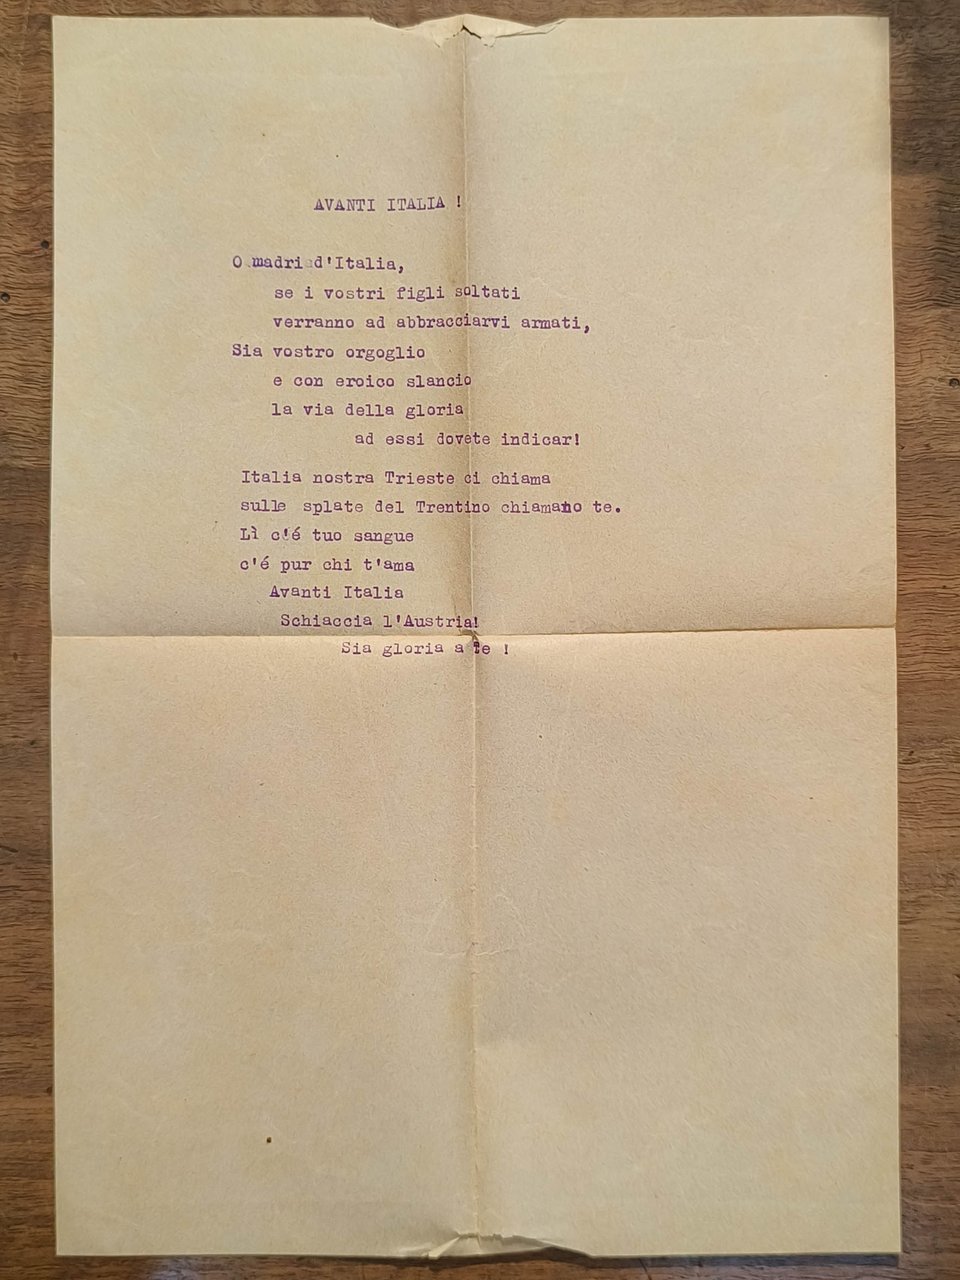 AVANTI ITALIA !
O madri d'Italia,
se i vostri figli soltati
verranno ad abbracciarvi armati,
Sia vostro orgoglio
e con eroico slancio
la via della gloria
ad essi dovete indicar!
Italia nostra Trieste ci chiama
sulle splate del Trentino chiamano te.
Lì c'é tuo sangue
c'é pur chi t'ama
Avanti Italia
Schiaccia l'Austria!
Sia gloria a te !